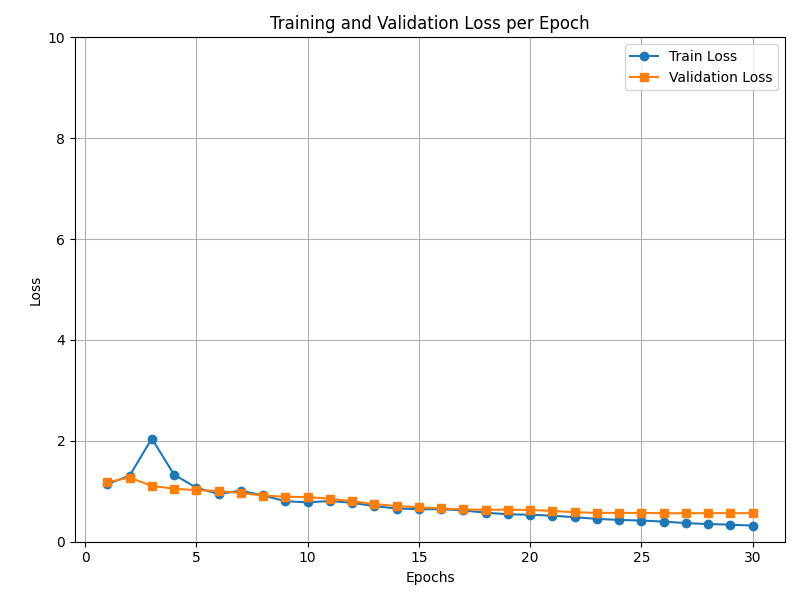 Training and Validation Loss per Epoch
10
8
6
4
2
0
Loss
Train Loss
Validation Loss
0 5 10 15 20 25 30
Epochs